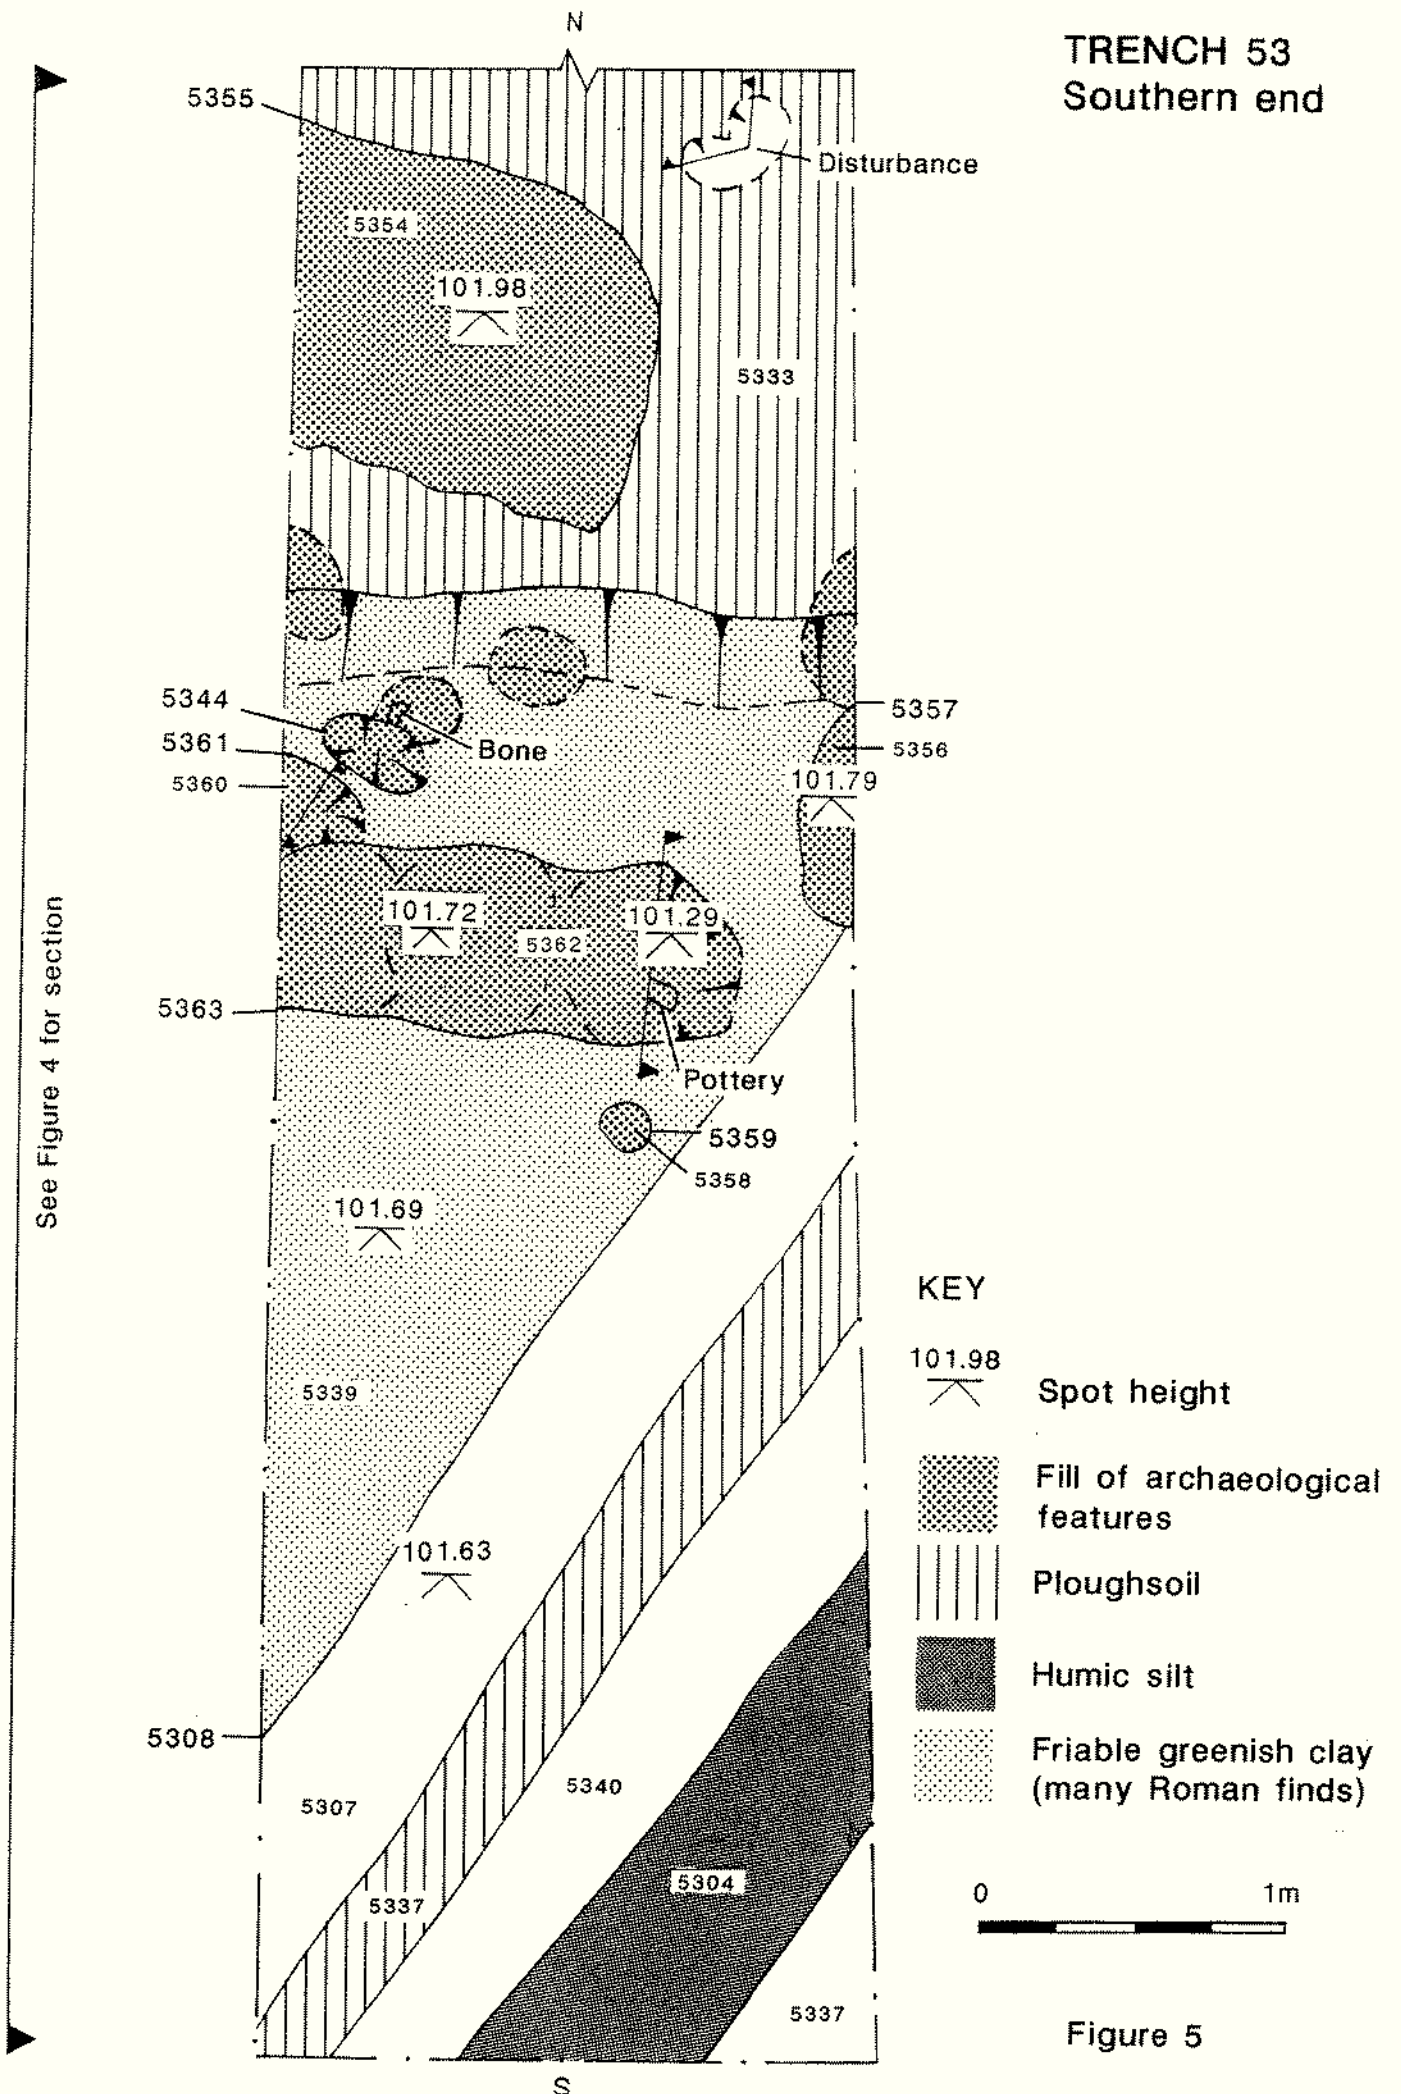 N
TRENCH 53
Southern end
5355
Disturbance
5354
101.98
5333
5344
5357
5361
Bone
5356
5360
101.79
101.72
101.29
5362
5363
See Figure 4 for section
Pottery
5359
5358
101.69
KEY
101.98
Spot height
5339
Fill of archaeological
features
101.63
Ploughsoil
Humic silt
5308
Friable greenish clay
(many Roman finds)
5307
5340
5304
5337
0 1m
5337
Figure 5
S